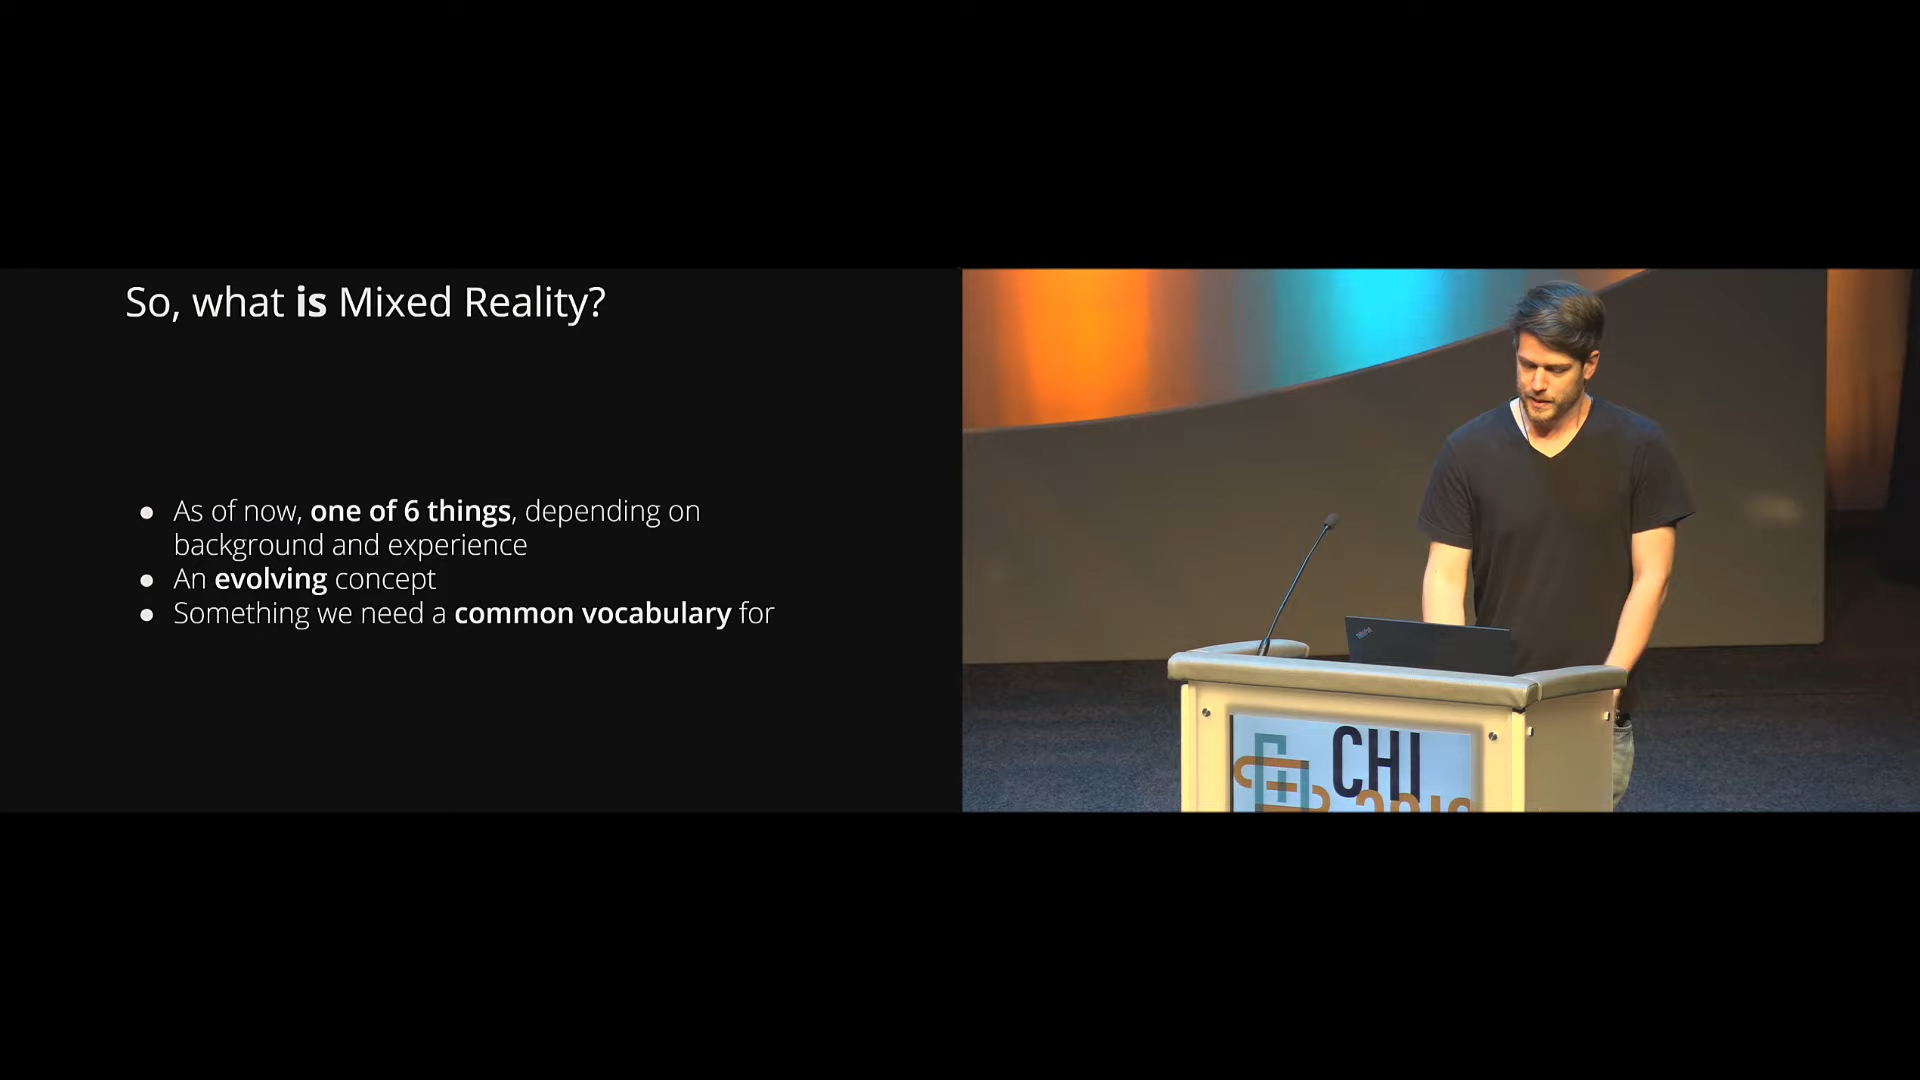 So, what is Mixed Reality?
● As of now, one of 6 things, depending on
background and experience
● An evolving concept
● Something we need a common vocabulary for
ThinkPad
CHI